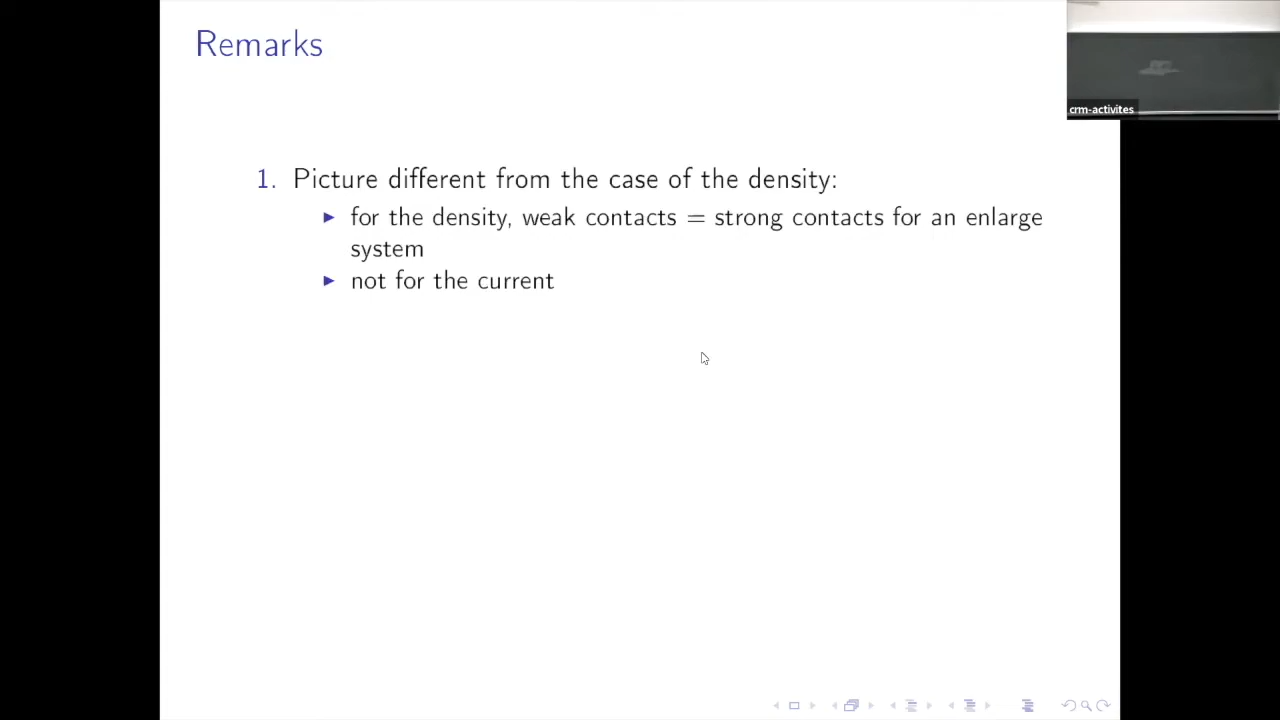 Remarks
crm-activites
1. Picture different from the case of the density:
▶ for the density, weak contacts = strong contacts for an enlarge
system
▶ not for the current